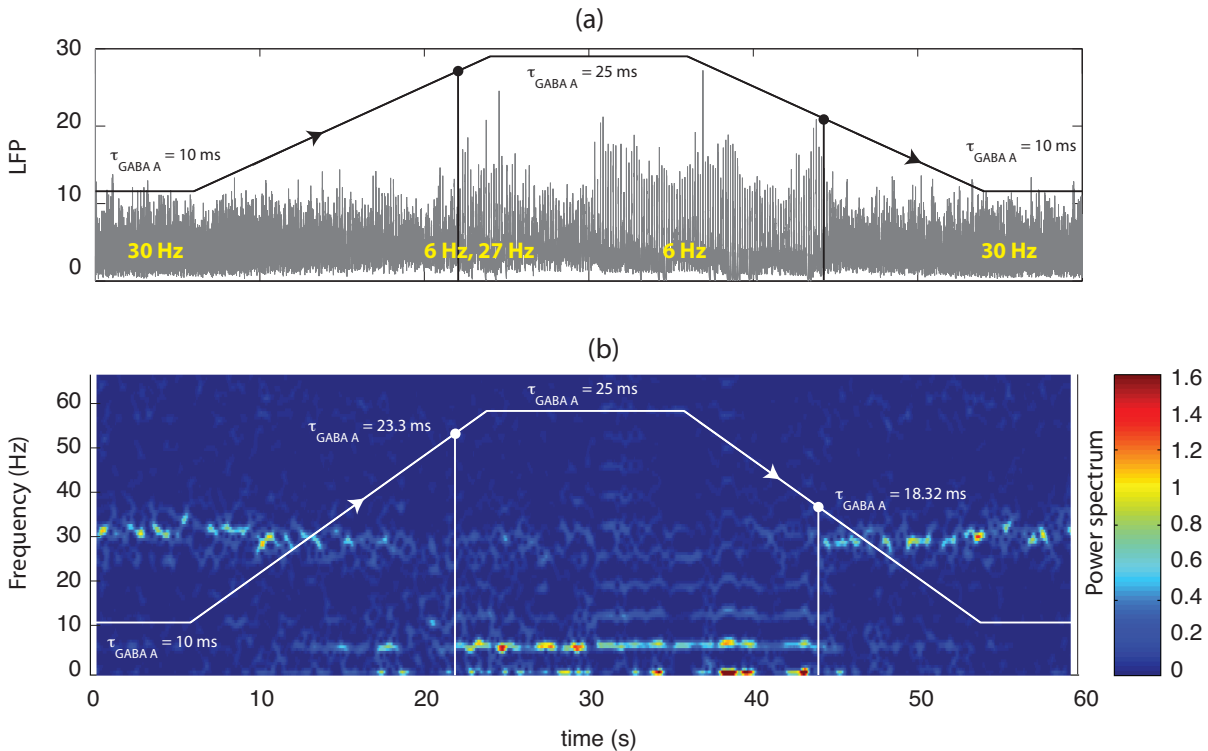 (a)
30
20
10
0
LFP
τGABA A = 10 ms
τGABA A = 25 ms
τGABA A = 10 ms
30 Hz
6 Hz, 27 Hz
6 Hz
30 Hz
(b)
60
50
40
30
20
10
0
Frequency (Hz)
τGABA A = 10 ms
τGABA A = 23.3 ms
τGABA A = 25 ms
τGABA A = 18.32 ms
0
10
20
30
40
50
60
time (s)
Power spectrum
1.6
1.4
1.2
1
0.8
0.6
0.4
0.2
0